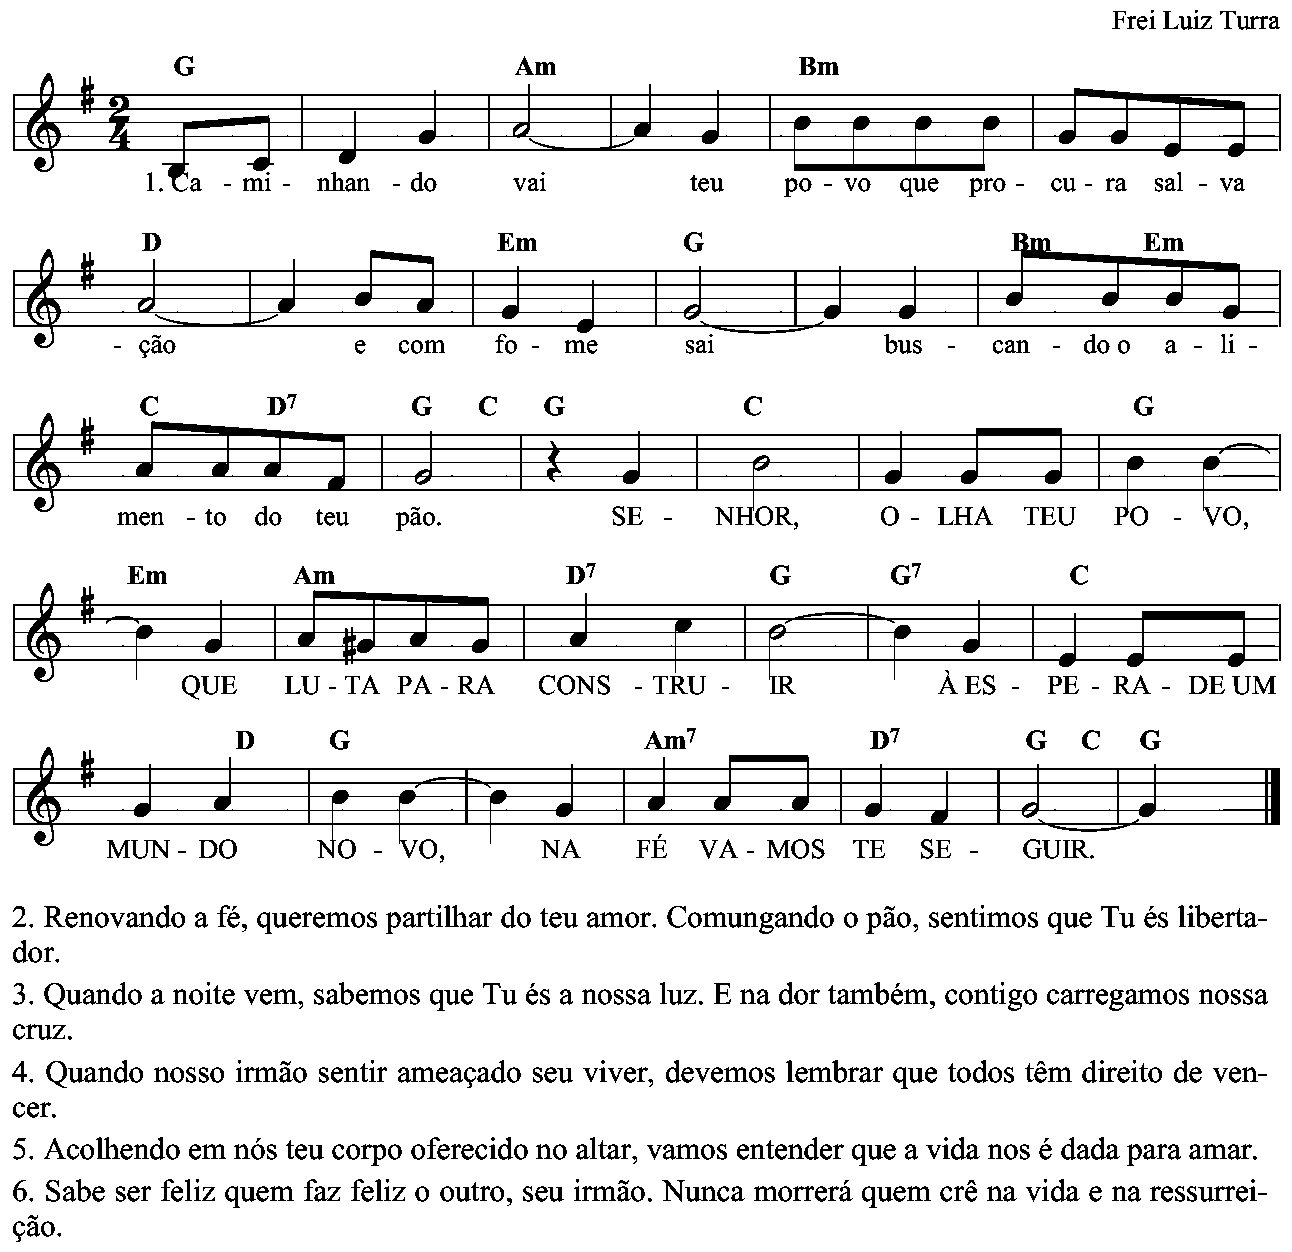 Frei Luiz Turra
G Am Bm
2
4
1. Ca - mi - nhan - do vai teu po - vo que pro - cu - ra sal - va
D Em G Bm Em
- ção e com fo - me sai bus - can - do o a - li -
C D7 G C G C G
men - to do teu pão. SE - NHOR, O - LHA TEU PO - VO,
Em Am D7 G G7 C
QUE LU - TA PA - RA CONS - TRU - IR À ES - PE - RA - DE UM
D G Am7 D7 G C G
MUN - DO NO - VO, NA FÉ VA - MOS TE SE - GUIR.
2. Renovando a fé, queremos partilhar do teu amor. Comungando o pão, sentimos que Tu és liberta-
dor.
3. Quando a noite vem, sabemos que Tu és a nossa luz. E na dor também, contigo carregamos nossa
cruz.
4. Quando nosso irmão sentir ameaçado seu viver, devemos lembrar que todos têm direito de ven-
cer.
5. Acolhendo em nós teu corpo oferecido no altar, vamos entender que a vida nos é dada para amar.
6. Sabe ser feliz quem faz feliz o outro, seu irmão. Nunca morrerá quem crê na vida e na ressurrei-
ção.